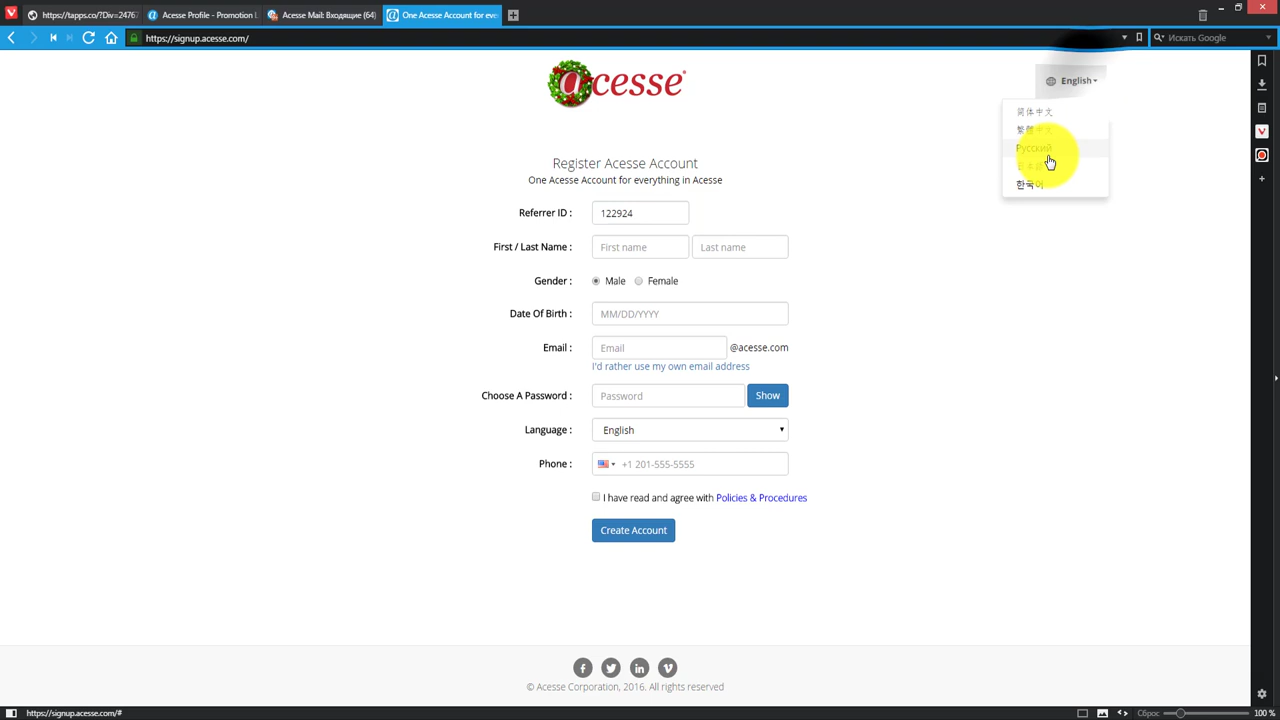 https://tapps.co/?Div=24767
Acesse Profile - Promotion L
Acesse Mail: Входящие (64)
One Acesse Account for eve
https://signup.acesse.com/
Искать Google
acesse
English
简体中文
繁體中文
Русский
한국어
Register Acesse Account
One Acesse Account for everything in Acesse
Referrer ID : 122924
First / Last Name : First name Last name
Gender : Male Female
Date Of Birth : MM/DD/YYYY
Email : Email @acesse.com
I'd rather use my own email address
Choose A Password : Password Show
Language : English
Phone : +1 201-555-5555
I have read and agree with Policies & Procedures
Create Account
© Acesse Corporation, 2016. All rights reserved
https://signup.acesse.com/#
Сброс 100 %